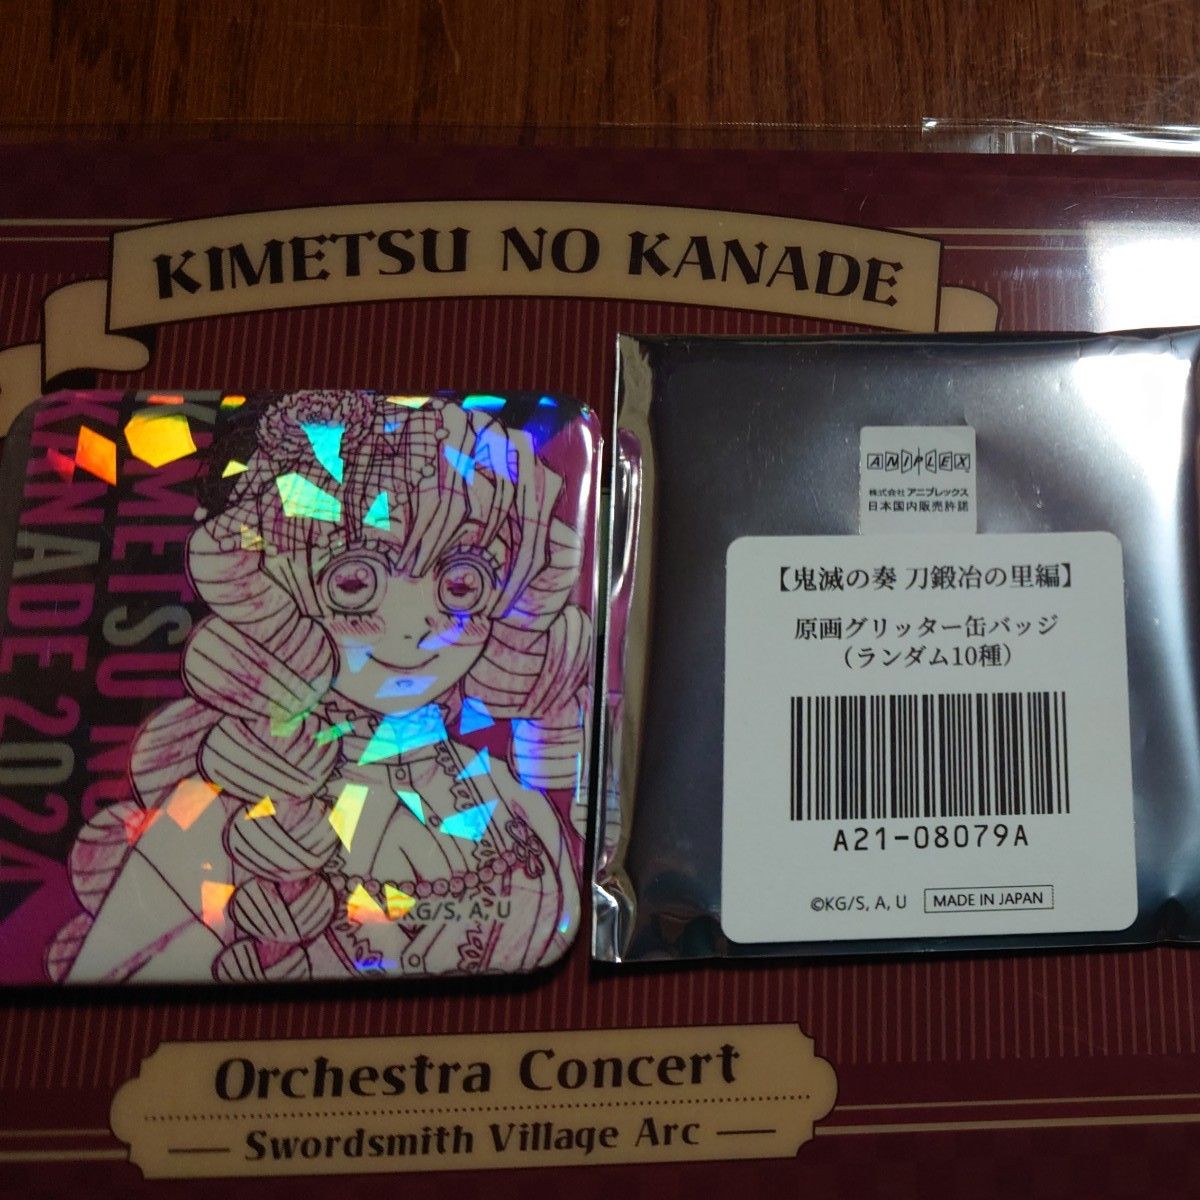 KIMETSU NO KANADE
KIMETSU NO
KANADE 2024
©KG/S, A, U
ANIPLEX
株式会社アニプレックス
日本国内販売許諾
【鬼滅の奏 刀鍛冶の里編】
原画グリッター缶バッジ
（ランダム10種）
A21-08079A
©KG/S, A, U
MADE IN JAPAN
Orchestra Concert
Swordsmith Village Arc